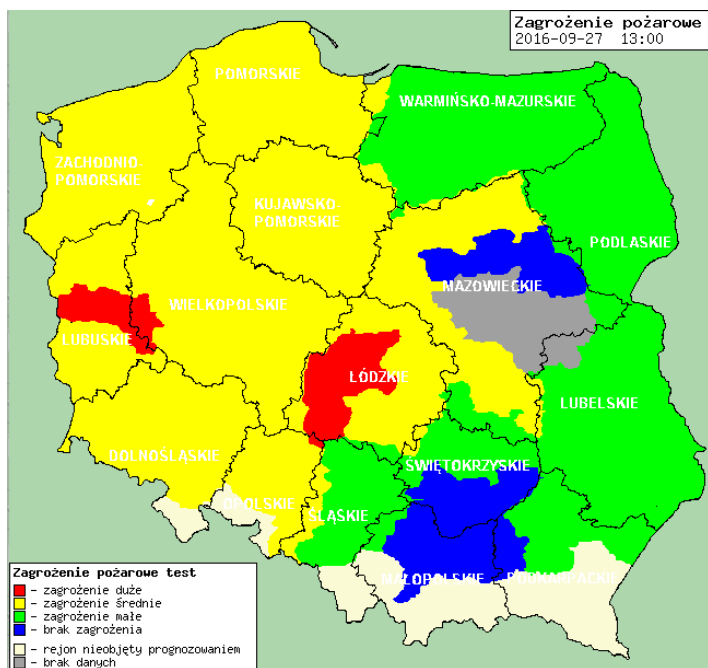 Zagrożenie pożarowe
2016-09-27 13:00
POMORSKIE
WARMIŃSKO-MAZURSKIE
ZACHODNIO-
POMORSKIE
KUJAWSKO-
POMORSKIE
PODLASKIE
MAZOWIECKIE
WIELKOPOLSKIE
LUBUSKIE
ŁÓDZKIE
LUBELSKIE
DOLNOŚLĄSKIE
ŚWIĘTOKRZYSKIE
OPOLSKIE
ŚLĄSKIE
MAŁOPOLSKIE
PODKARPACKIE
Zagrożenie pożarowe test
- zagrożenie duże
- zagrożenie średnie
- zagrożenie małe
- brak zagrożenia
- rejon nieobjęty prognozowaniem
- brak danych